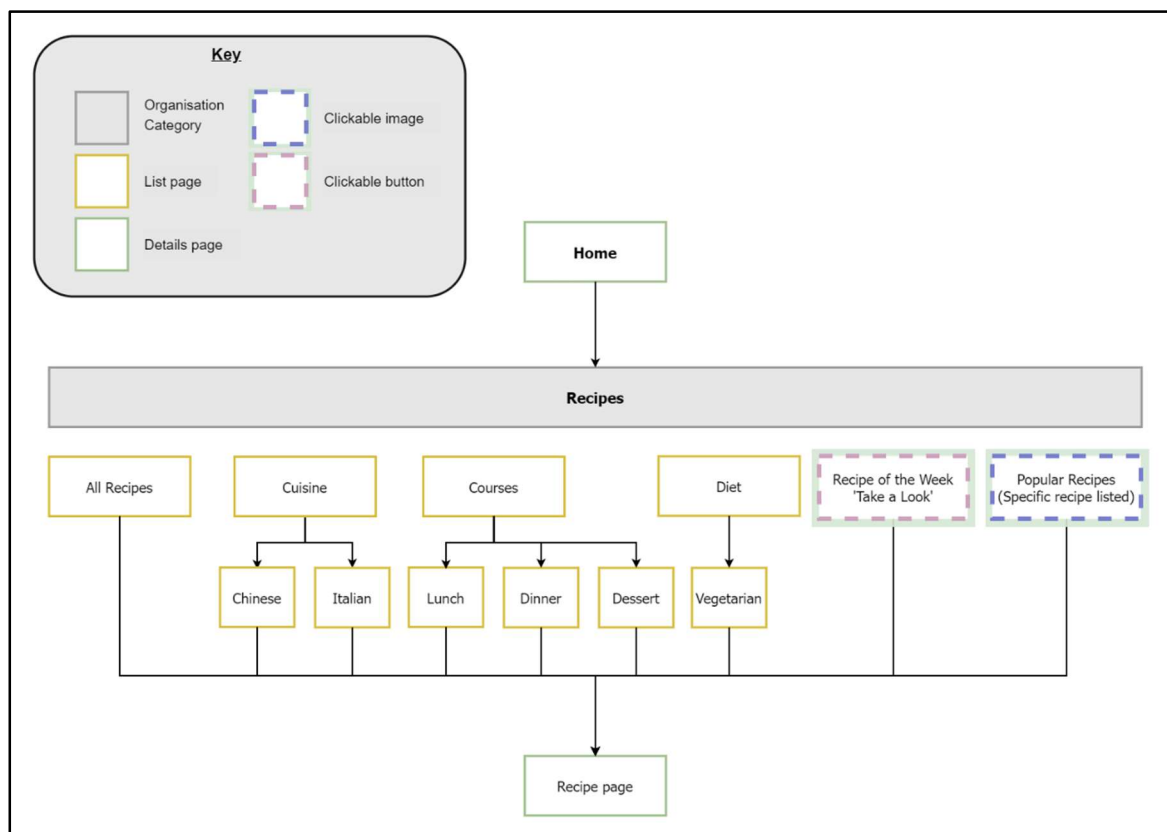 Key
Organisation
Category
Clickable image
List page
Clickable button
Details page
Home
Recipes
All Recipes
Cuisine
Courses
Diet
Recipe of the Week
'Take a Look'
Popular Recipes
(Specific recipe listed)
Chinese
Italian
Lunch
Dinner
Dessert
Vegetarian
Recipe page